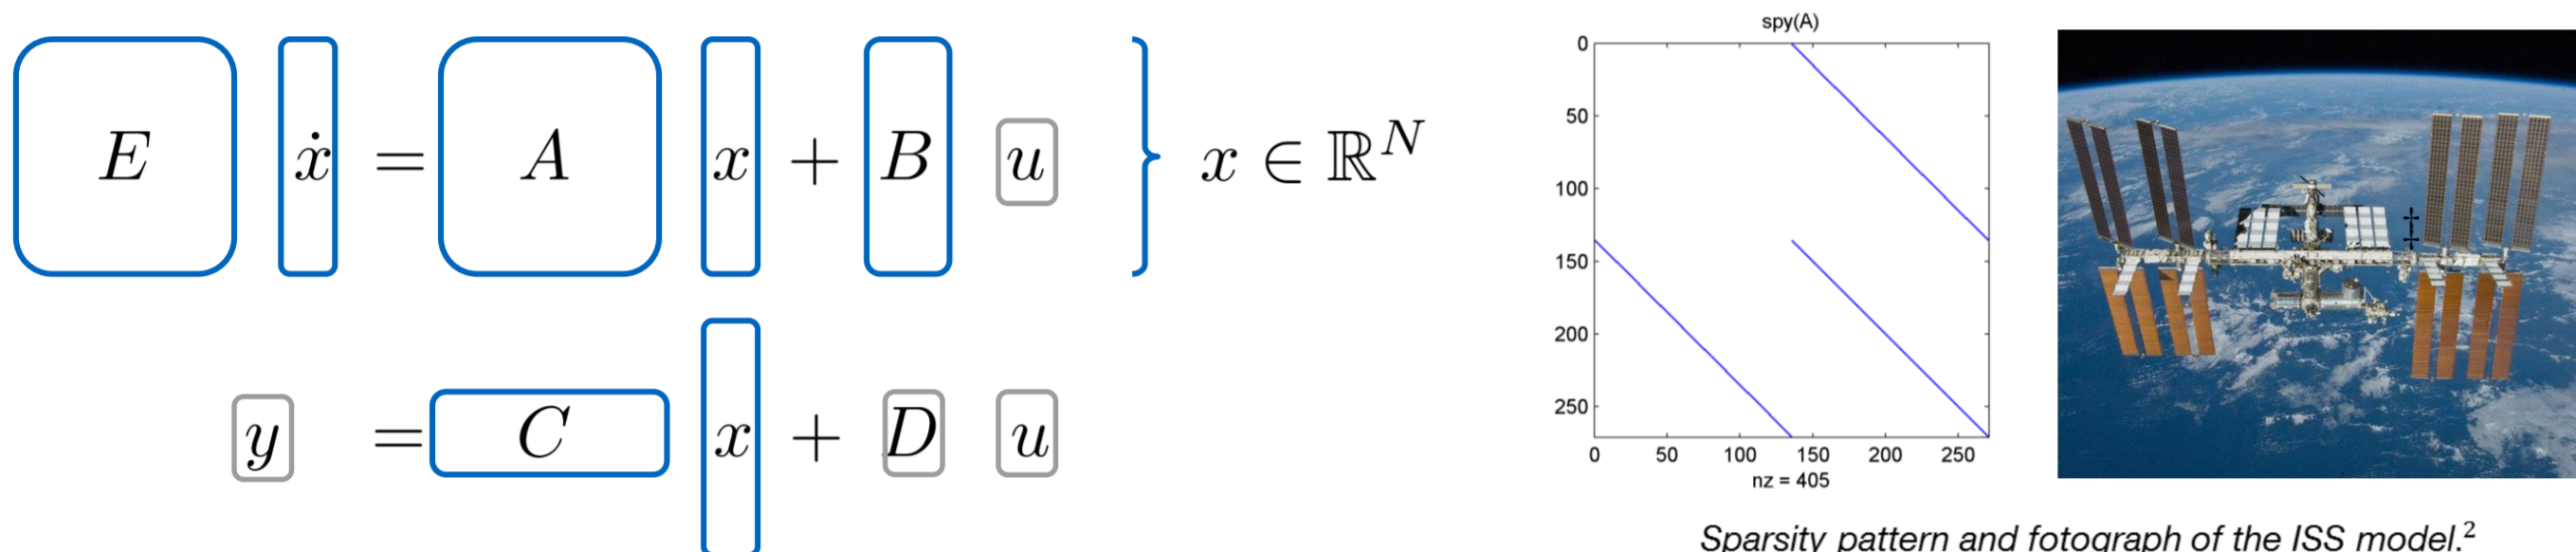 E ẋ = A x + B u } x ∈ ℝᴺ
y = C x + D u
spy(A)
0
50
100
150
200
250
0 50 100 150 200 250
nz = 405
‡
Sparsity pattern and fotograph of the ISS model.²